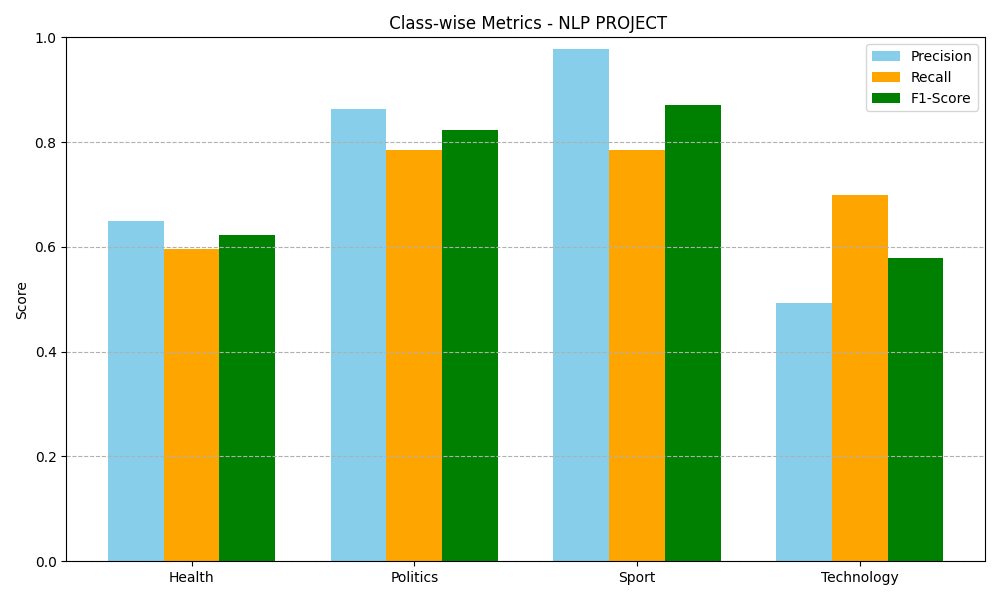 Class-wise Metrics - NLP PROJECT
Precision
Recall
F1-Score
Score
1.0
0.8
0.6
0.4
0.2
0.0
Health
Politics
Sport
Technology